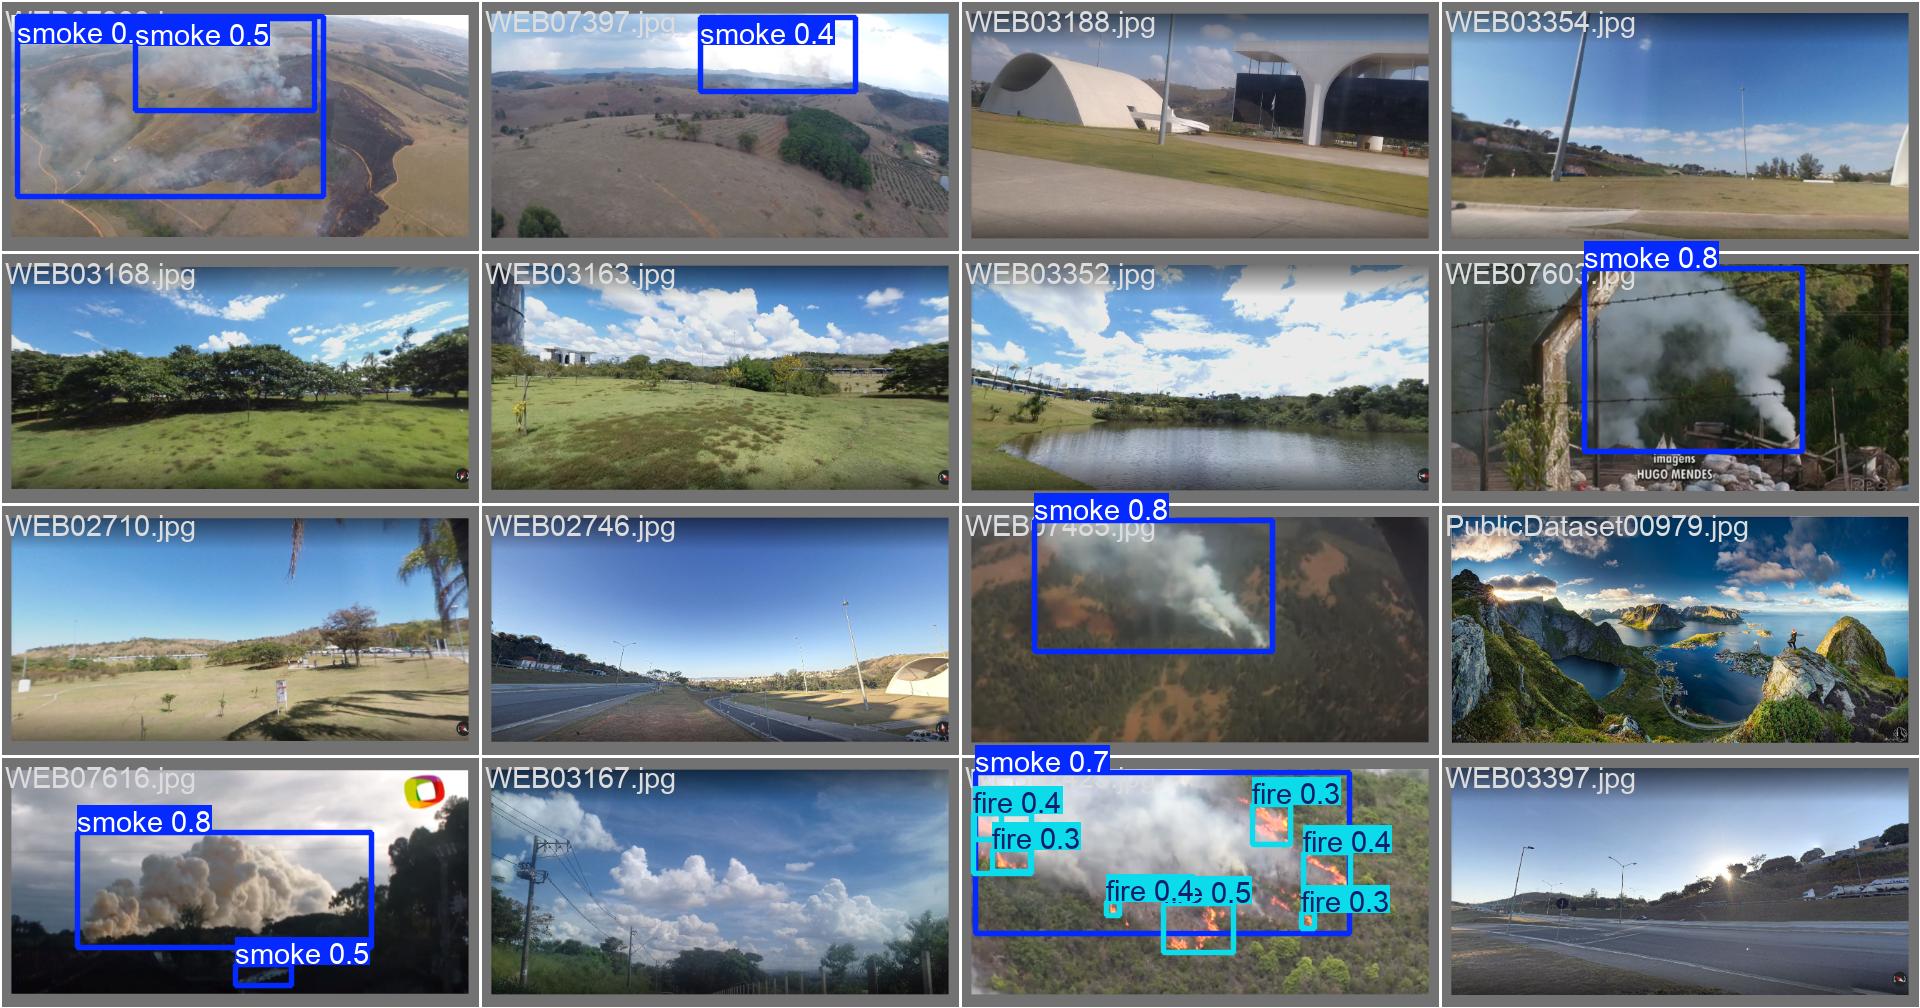 smoke 0.
smoke 0.5
WEB07397.jpg
smoke 0.4
WEB03188.jpg
WEB03354.jpg
WEB03168.jpg
WEB03163.jpg
WEB03352.jpg
WEB07603.jpg
smoke 0.8
imagens
HUGO MENDES
WEB02710.jpg
WEB02746.jpg
smoke 0.8
PublicDataset00979.jpg
WEB07616.jpg
smoke 0.8
smoke 0.5
WEB03167.jpg
smoke 0.7
fire 0.4
fire 0.3
fire 0.3
fire 0.4
fire 0.4
e 0.5
fire 0.3
WEB03397.jpg